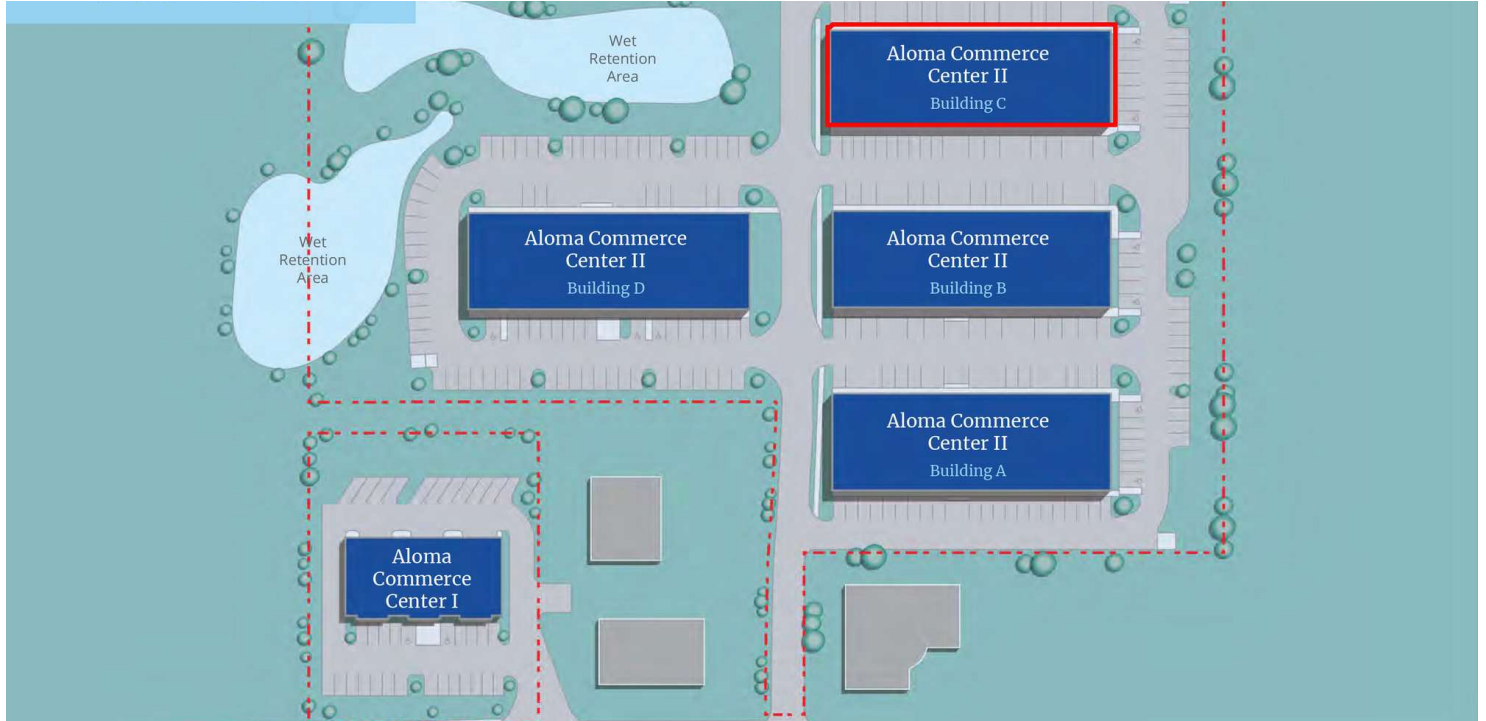 Wet
Retention
Area
Aloma Commerce
Center II
Building C
Wet
Retention
Area
Aloma Commerce
Center II
Building D
Aloma Commerce
Center II
Building B
Aloma Commerce
Center II
Building A
Aloma
Commerce
Center I